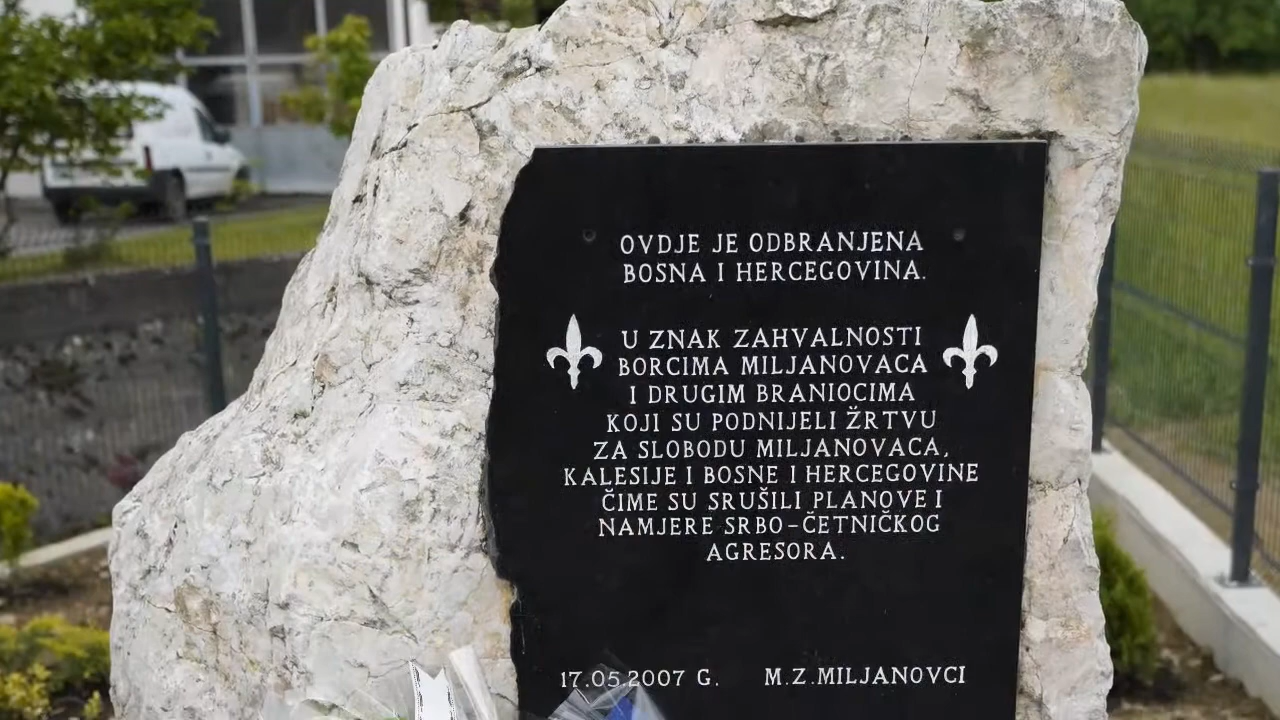 OVDJE JE ODBRANJENA
BOSNA I HERCEGOVINA.
U ZNAK ZAHVALNOSTI
BORCIMA MILJANOVACA
I DRUGIM BRANIOCIMA
KOJI SU PODNIJELI ŽRTVU
ZA SLOBODU MILJANOVACA,
KALESIJE I BOSNE I HERCEGOVINE
ČIME SU SRUŠILI PLANOVE I
NAMJERE SRBO-ČETNIČKOG
AGRESORA.
17.05.2007 G. M.Z.MILJANOVCI